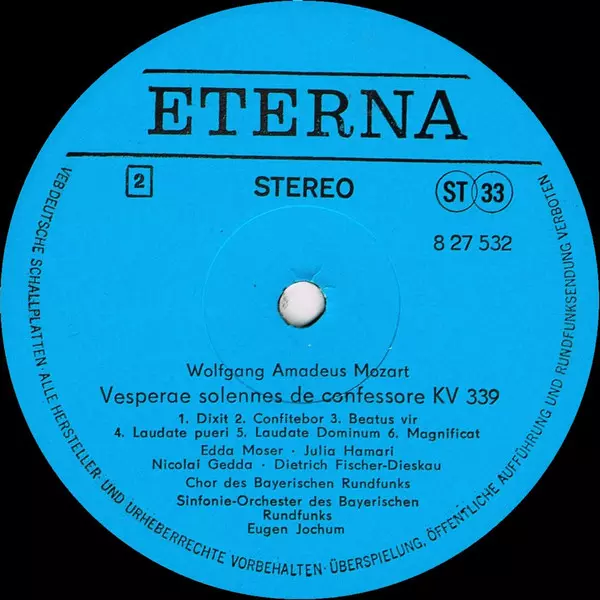 ETERNA
2
STEREO
ST 33
8 27 532
Wolfgang Amadeus Mozart
Vesperae solennes de confessore KV 339
1. Dixit 2. Confitebor 3. Beatus vir
4. Laudate pueri 5. Laudate Dominum 6. Magnificat
Edda Moser · Julia Hamari
Nicolai Gedda · Dietrich Fischer-Dieskau
Chor des Bayerischen Rundfunks
Sinfonie-Orchester des Bayerischen
Rundfunks
Eugen Jochum
VEB DEUTSCHE SCHALLPLATTEN · ALLE HERSTELLER- UND URHEBERRECHTE VORBEHALTEN · ÜBERSPIELUNG, ÖFFENTLICHE AUFFÜHRUNG UND RUNDFUNKSENDUNG VERBOTEN